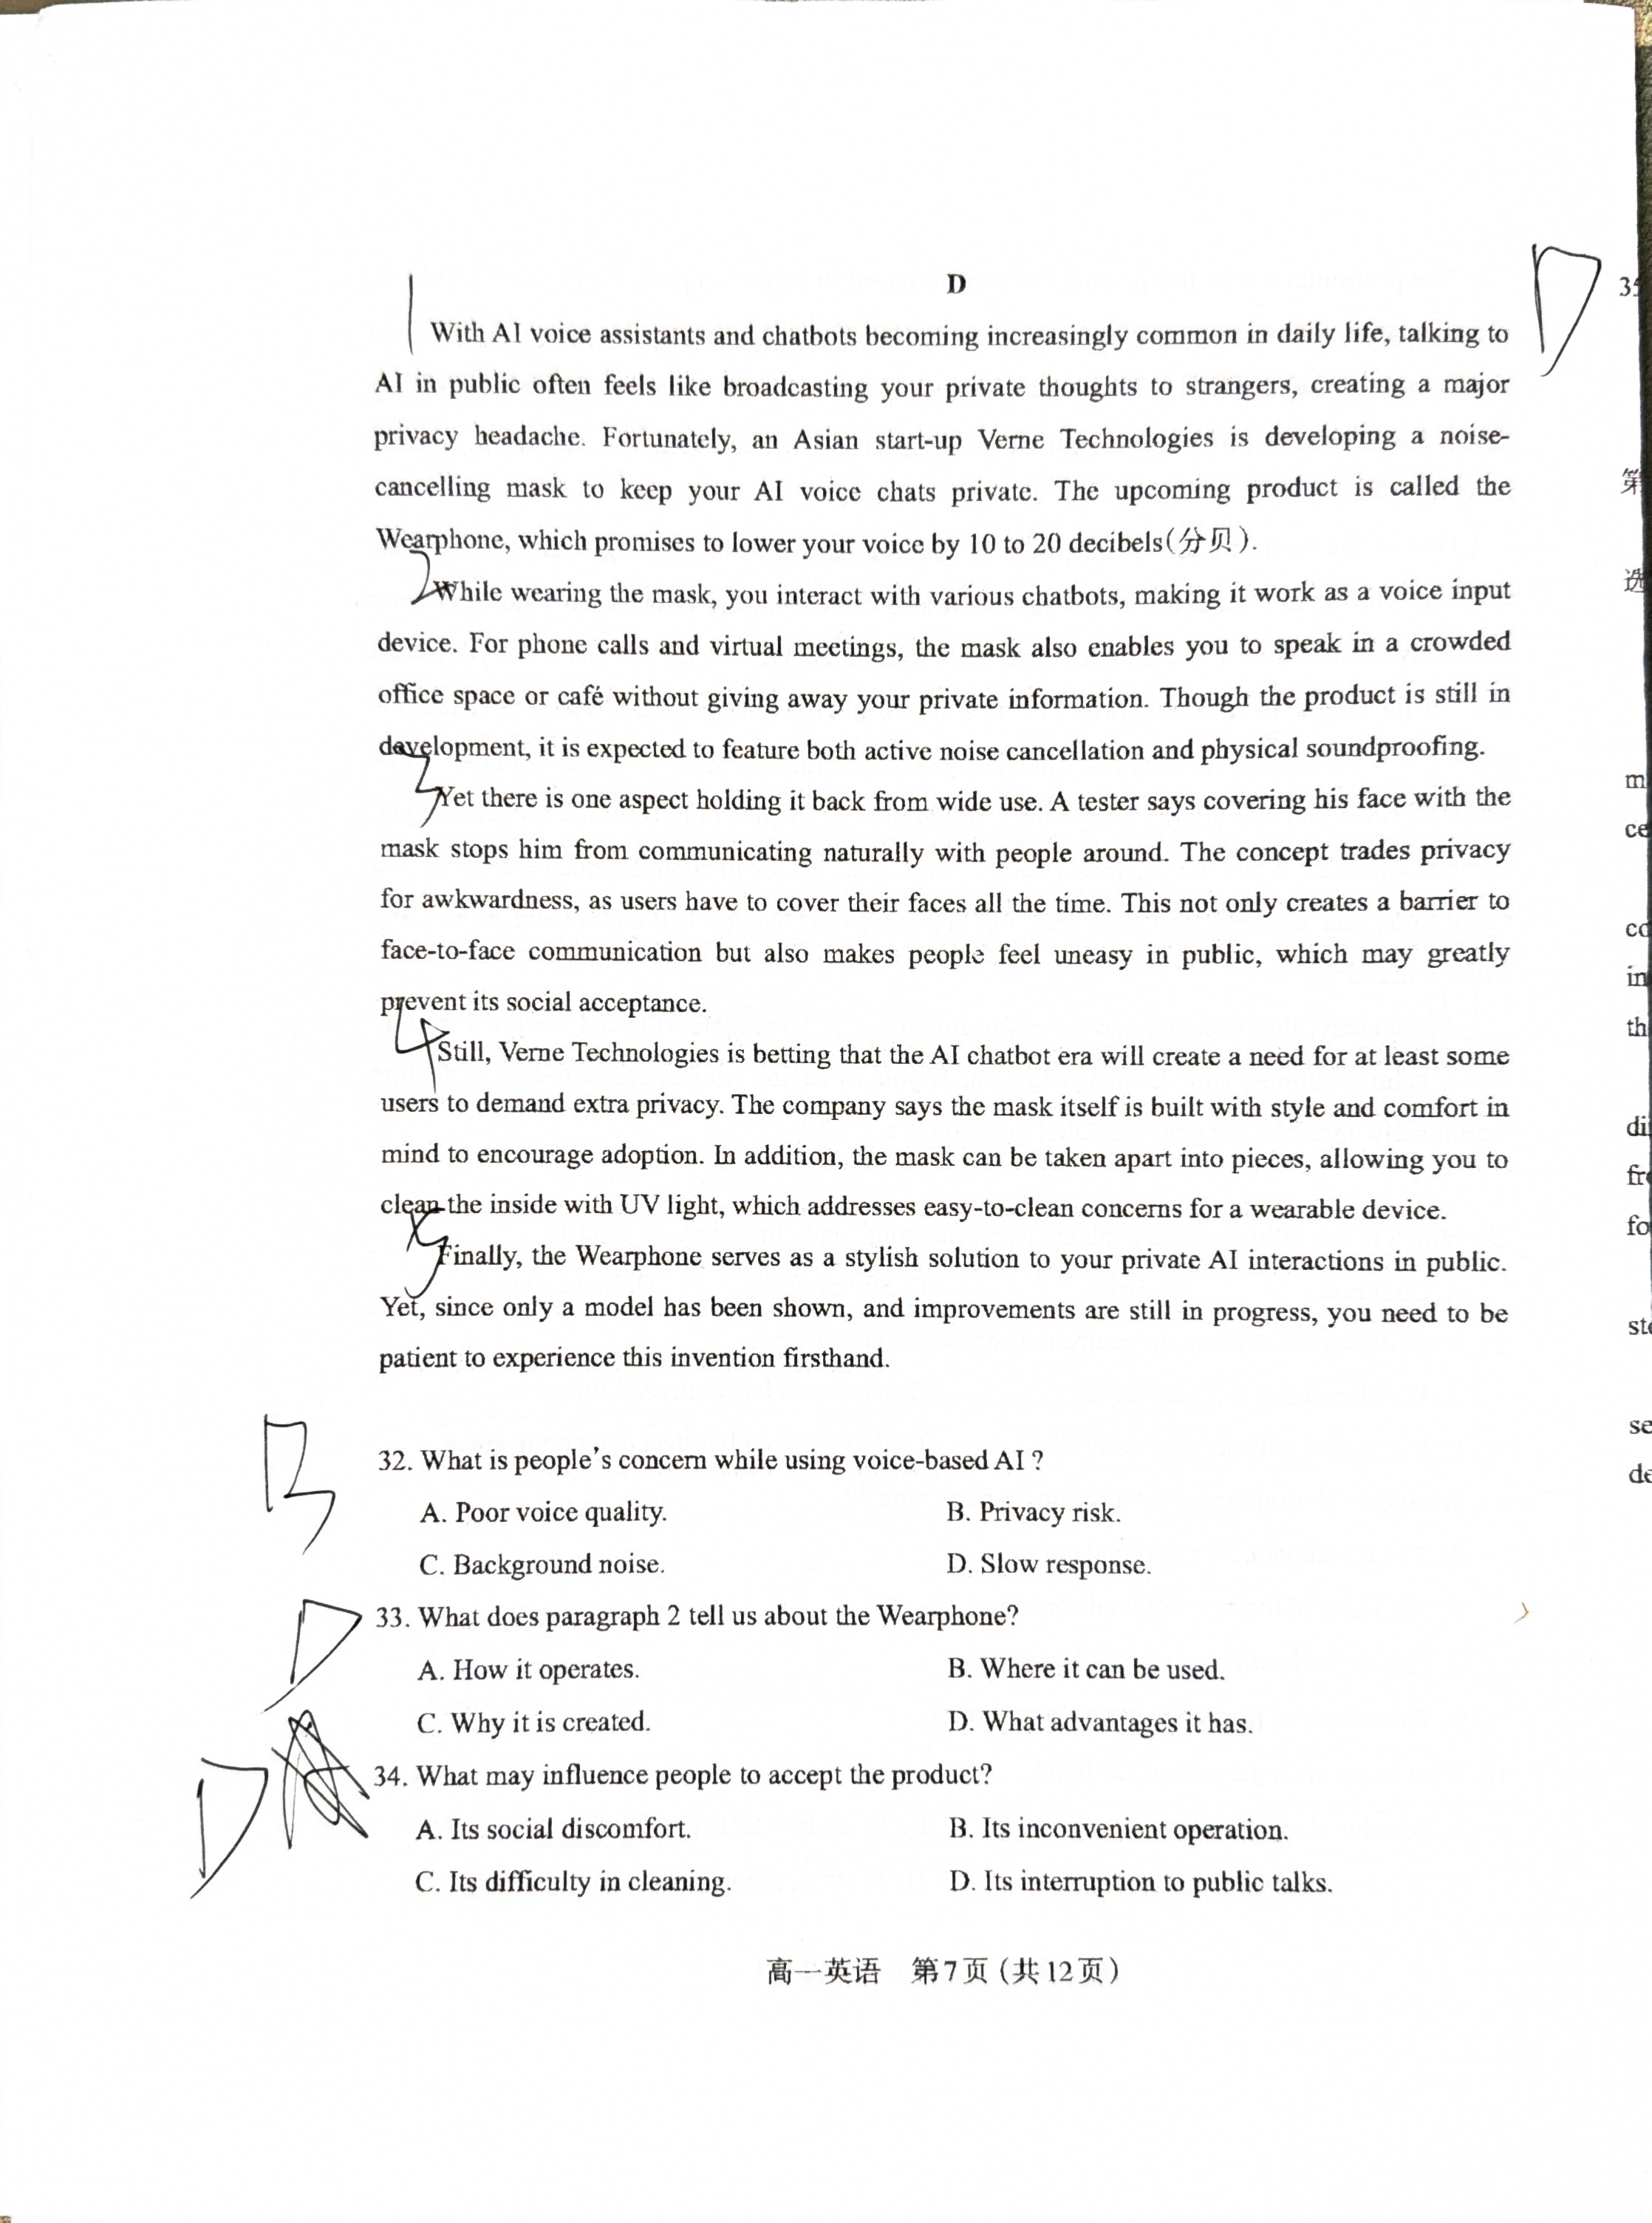 D
D
With AI voice assistants and chatbots becoming increasingly common in daily life, talking to
AI in public often feels like broadcasting your private thoughts to strangers, creating a major
privacy headache. Fortunately, an Asian start-up Verne Technologies is developing a noise-
cancelling mask to keep your AI voice chats private. The upcoming product is called the
Wearphone, which promises to lower your voice by 10 to 20 decibels(分贝).
2
While wearing the mask, you interact with various chatbots, making it work as a voice input
device. For phone calls and virtual meetings, the mask also enables you to speak in a crowded
office space or café without giving away your private information. Though the product is still in
development, it is expected to feature both active noise cancellation and physical soundproofing.
3
Yet there is one aspect holding it back from wide use. A tester says covering his face with the
mask stops him from communicating naturally with people around. The concept trades privacy
for awkwardness, as users have to cover their faces all the time. This not only creates a barrier to
face-to-face communication but also makes people feel uneasy in public, which may greatly
prevent its social acceptance.
4
Still, Verne Technologies is betting that the AI chatbot era will create a need for at least some
users to demand extra privacy. The company says the mask itself is built with style and comfort in
mind to encourage adoption. In addition, the mask can be taken apart into pieces, allowing you to
clean the inside with UV light, which addresses easy-to-clean concerns for a wearable device.
5
Finally, the Wearphone serves as a stylish solution to your private AI interactions in public.
Yet, since only a model has been shown, and improvements are still in progress, you need to be
patient to experience this invention firsthand.
B
32. What is people's concern while using voice-based AI?
A. Poor voice quality. B. Privacy risk.
C. Background noise. D. Slow response.
D
33. What does paragraph 2 tell us about the Wearphone?
A. How it operates. B. Where it can be used.
C. Why it is created. D. What advantages it has.
D
34. What may influence people to accept the product?
A. Its social discomfort. B. Its inconvenient operation.
C. Its difficulty in cleaning. D. Its interruption to public talks.
高一英语 第7页(共12页)